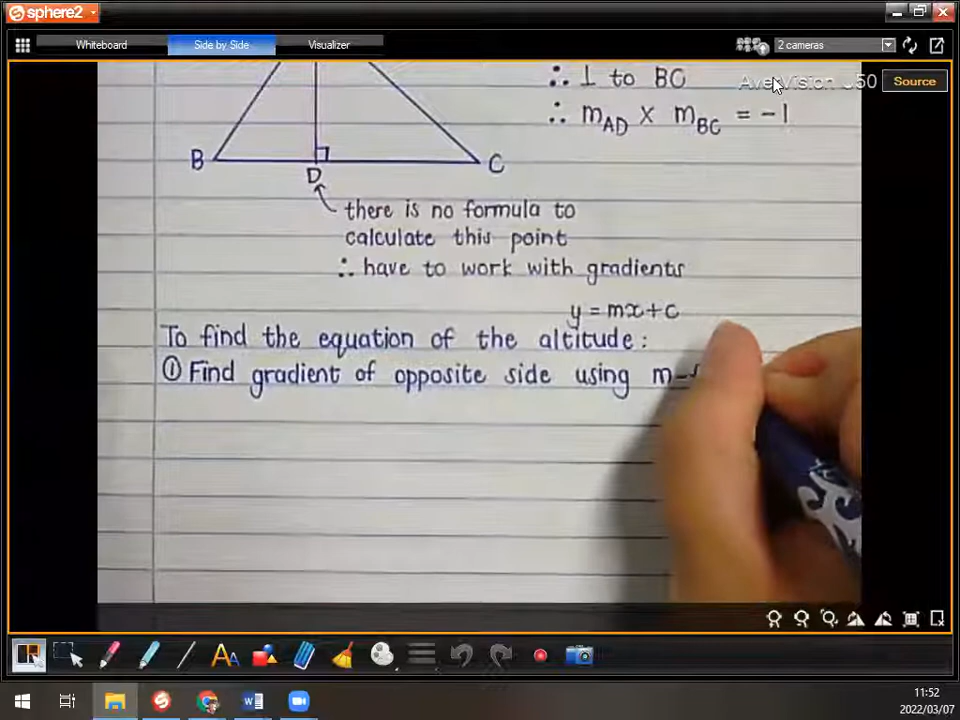 sphere2
Whiteboard
Side by Side
Visualizer
2 cameras
Source
∴ ⊥ to BC
∴ m_AD × m_BC = -1
B
C
D
there is no formula to
calculate this point
∴ have to work with gradients
y = mx + c
To find the equation of the altitude:
① Find gradient of opposite side using m-f
11:52
2022/03/07